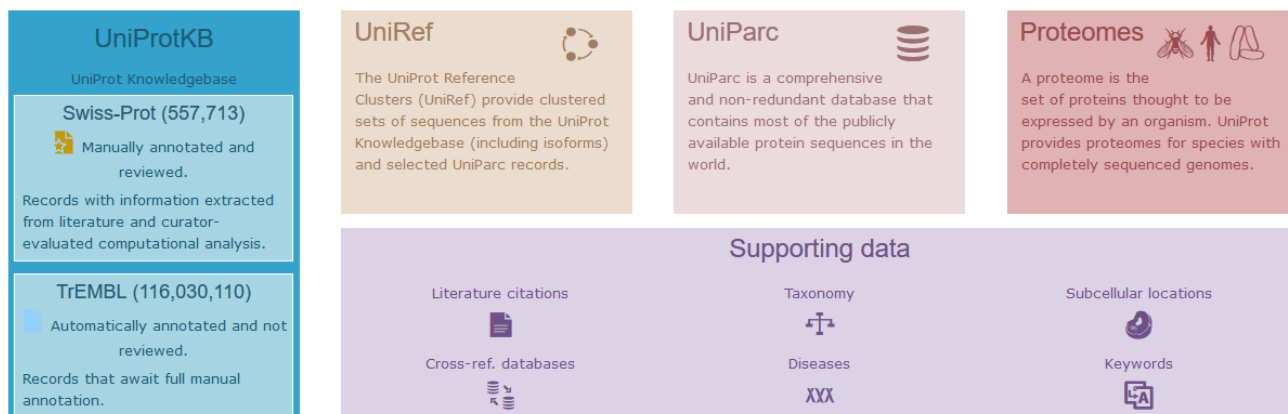 UniProtKB
UniProt Knowledgebase
Swiss-Prot (557,713)
Manually annotated and
reviewed.
Records with information extracted
from literature and curator-
evaluated computational analysis.
TrEMBL (116,030,110)
Automatically annotated and not
reviewed.
Records that await full manual
annotation.
UniRef
The UniProt Reference
Clusters (UniRef) provide clustered
sets of sequences from the UniProt
Knowledgebase (including isoforms)
and selected UniParc records.
UniParc
UniParc is a comprehensive
and non-redundant database that
contains most of the publicly
available protein sequences in the
world.
Proteomes
A proteome is the
set of proteins thought to be
expressed by an organism. UniProt
provides proteomes for species with
completely sequenced genomes.
Supporting data
Literature citations
Taxonomy
Subcellular locations
Cross-ref. databases
Diseases
Keywords